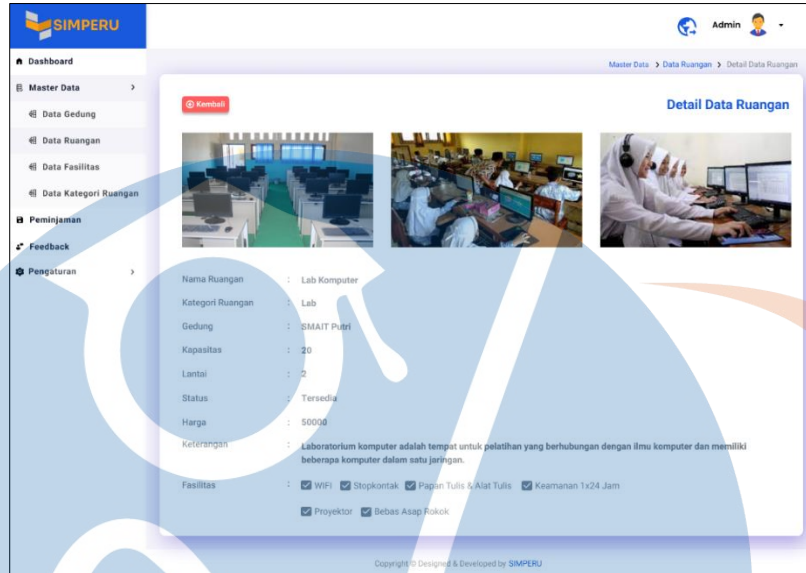 SIMPERU
Admin
Dashboard
Master Data > Data Ruangan > Detail Data Ruangan
Master Data >
Data Gedung
Data Ruangan
Data Fasilitas
Data Kategori Ruangan
Peminjaman
Feedback
Pengaturan >
Kembali
Detail Data Ruangan
Nama Ruangan : Lab Komputer
Kategori Ruangan : Lab
Gedung : SMAIT Putri
Kapasitas : 20
Lantai : 2
Status : Tersedia
Harga : 50000
Keterangan : Laboratorium komputer adalah tempat untuk pelatihan yang berhubungan dengan ilmu komputer dan memiliki
beberapa komputer dalam satu jaringan.
Fasilitas : WIFI Stopkontak Papan Tulis & Alat Tulis Keamanan 1x24 Jam
Proyektor Bebas Asap Rokok
Copyright © Designed & Developed by SIMPERU